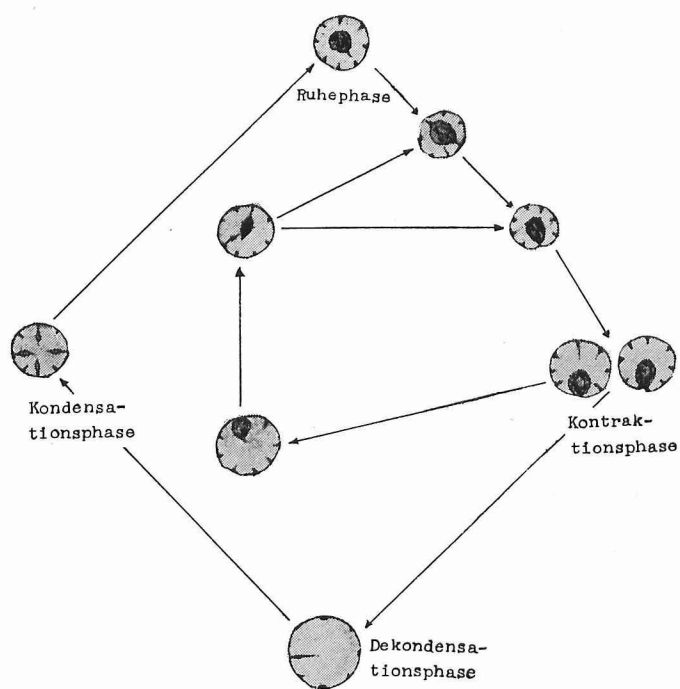 Ruhephase
Kondensa-
tionsphase
Kontrak-
tionsphase
Dekondensa-
tionsphase